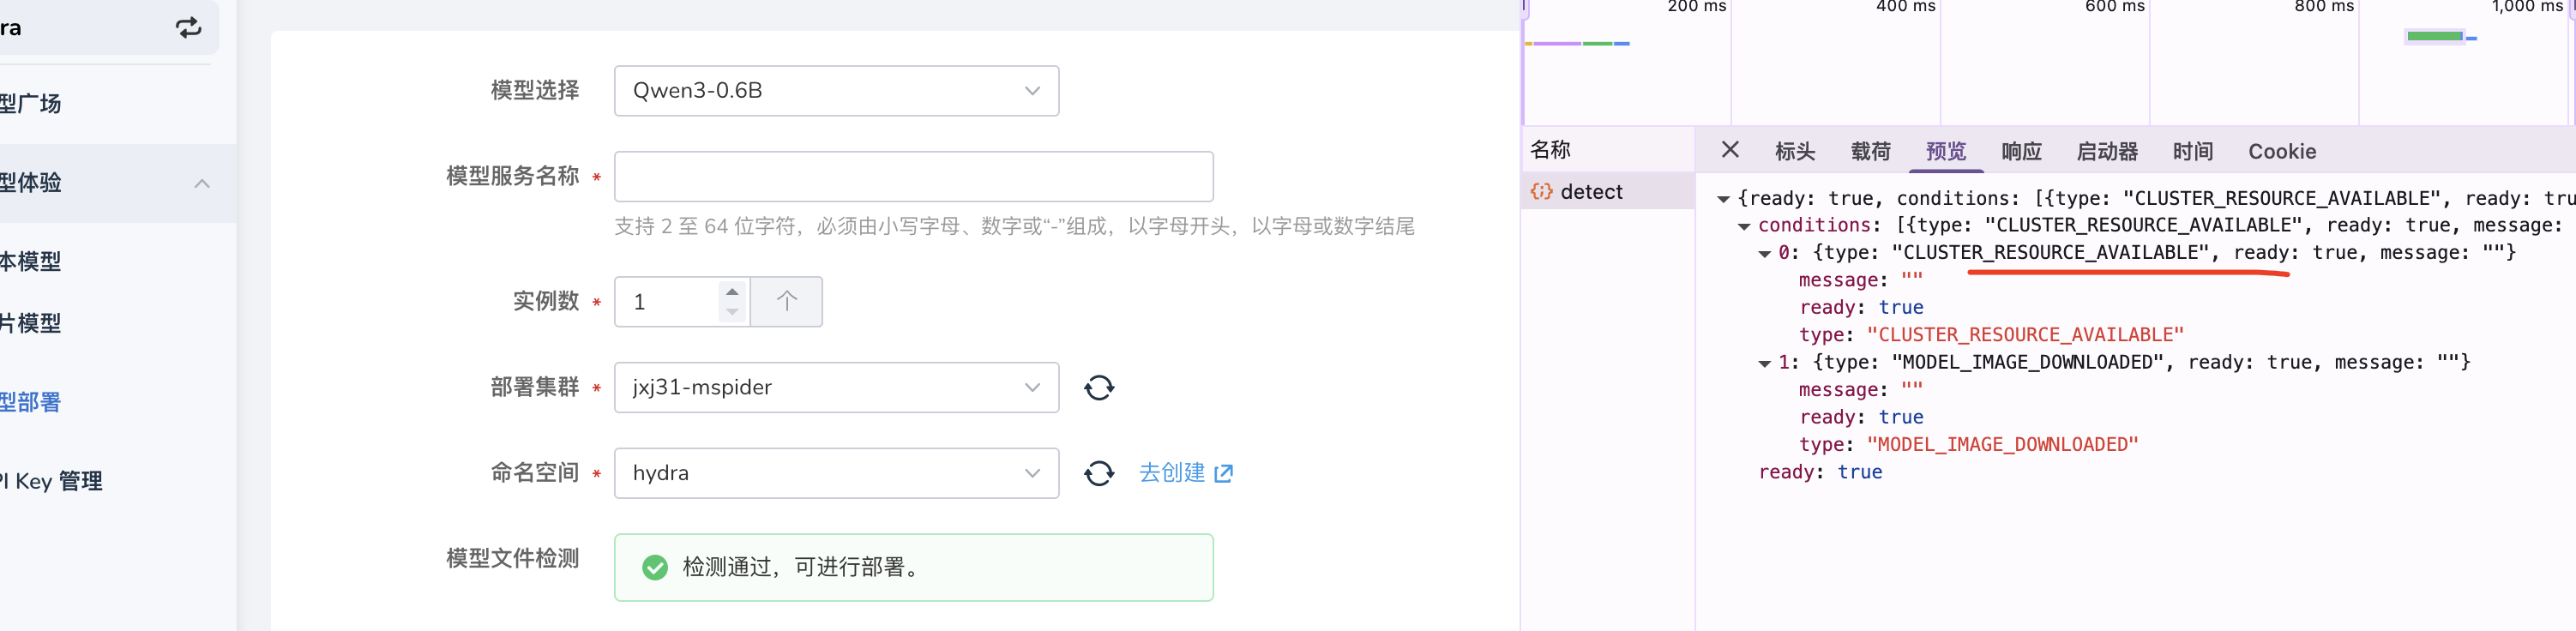 ra
型广场
型体验
本模型
片模型
型部署
PI Key 管理
模型选择
Qwen3-0.6B
模型服务名称 *
支持 2 至 64 位字符，必须由小写字母、数字或“-”组成，以字母开头，以字母或数字结尾
实例数 *
1
个
部署集群 *
jxj31-mspider
命名空间 *
hydra
去创建
模型文件检测
检测通过，可进行部署。
200 ms
400 ms
600 ms
800 ms
1,000 ms
名称
标头
载荷
预览
响应
启动器
时间
Cookie
detect
{ready: true, conditions: [{type: "CLUSTER_RESOURCE_AVAILABLE", ready: tru
conditions: [{type: "CLUSTER_RESOURCE_AVAILABLE", ready: true, message:
0: {type: "CLUSTER_RESOURCE_AVAILABLE", ready: true, message: ""}
message: ""
ready: true
type: "CLUSTER_RESOURCE_AVAILABLE"
1: {type: "MODEL_IMAGE_DOWNLOADED", ready: true, message: ""}
message: ""
ready: true
type: "MODEL_IMAGE_DOWNLOADED"
ready: true